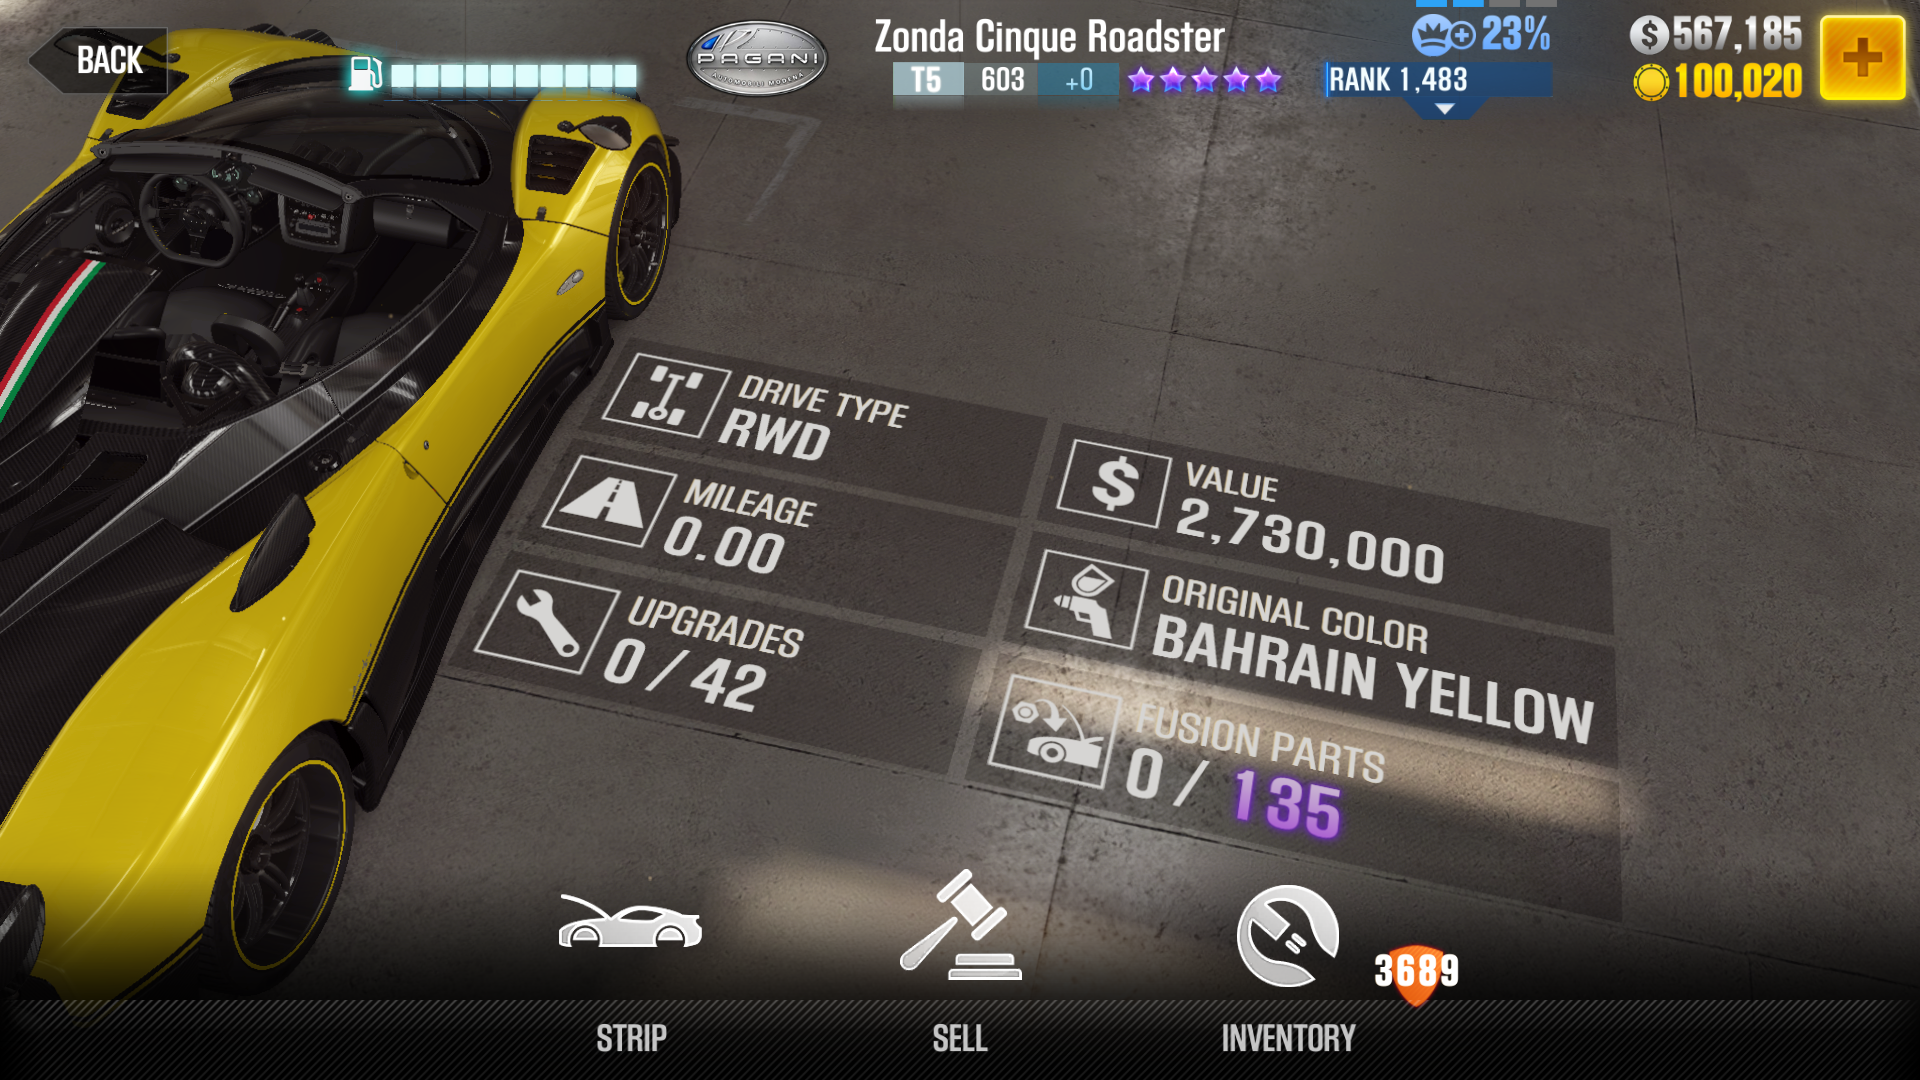 BACK
PAGANI
AUTOMOBILI MODENA
Zonda Cinque Roadster
T5 603 +0
23%
RANK 1,483
$ 567,185
100,020
DRIVE TYPE
RWD
MILEAGE
0.00
UPGRADES
0/42
$ VALUE
2,730,000
ORIGINAL COLOR
BAHRAIN YELLOW
FUSION PARTS
0/ 135
3689
STRIP
SELL
INVENTORY